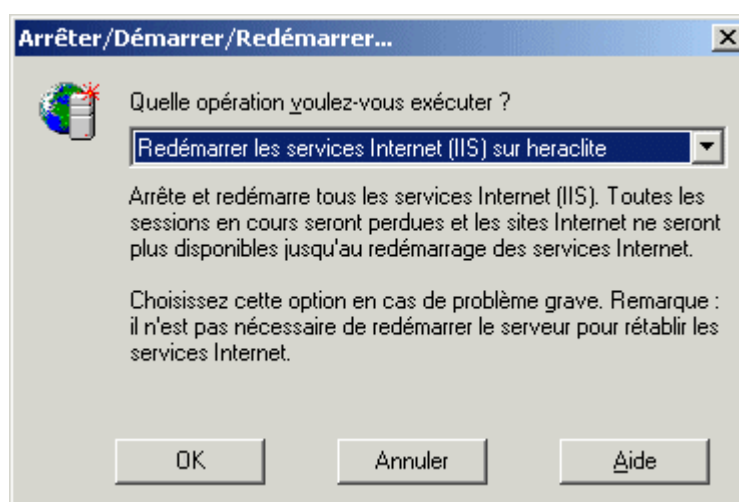 Arrêter/Démarrer/Redémarrer...
Quelle opération voulez-vous exécuter ?
Redémarrer les services Internet (IIS) sur heraclite
Arrête et redémarre tous les services Internet (IIS). Toutes les
sessions en cours seront perdues et les sites Internet ne seront
plus disponibles jusqu'au redémarrage des services Internet.
Choisissez cette option en cas de problème grave. Remarque :
il n'est pas nécessaire de redémarrer le serveur pour rétablir les
services Internet.
OK Annuler Aide